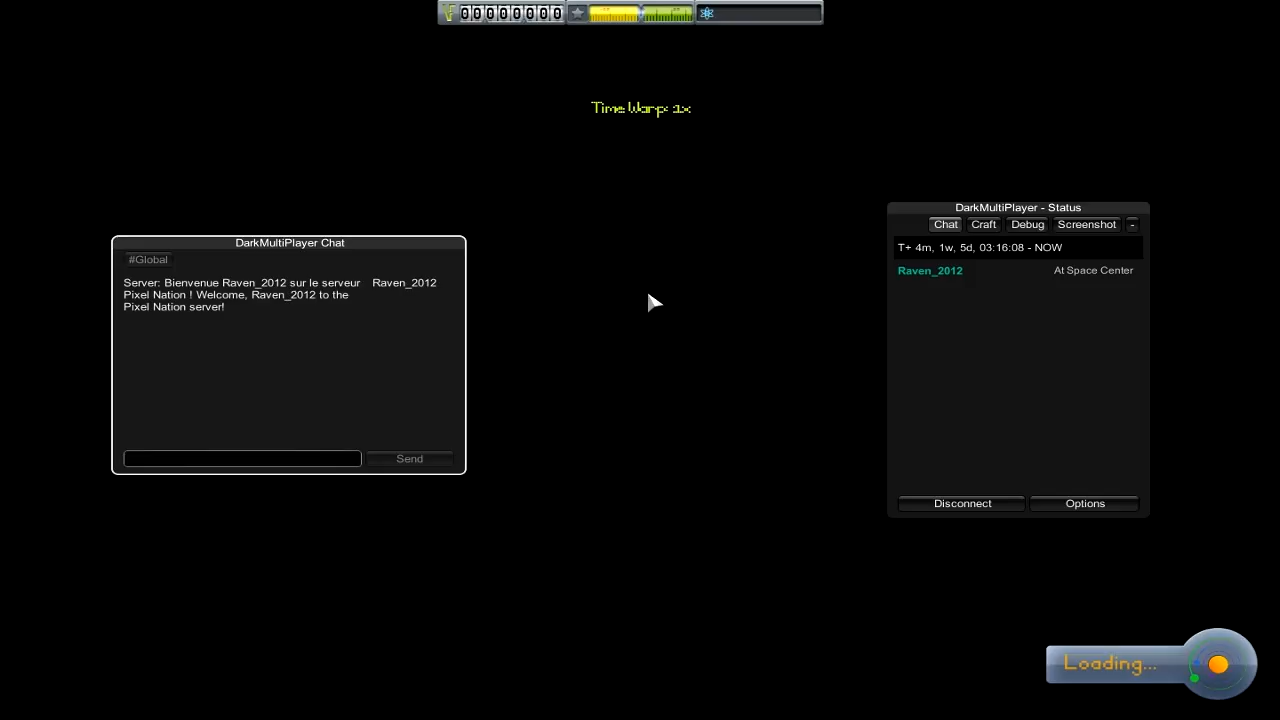 00000000
Time Warp: 1x
DarkMultiPlayer - Status
Chat Craft Debug Screenshot -
T+ 4m, 1w, 5d, 03:16:08 - NOW
Raven_2012 At Space Center
Disconnect Options
DarkMultiPlayer Chat
#Global
Server: Bienvenue Raven_2012 sur le serveur Raven_2012
Pixel Nation ! Welcome, Raven_2012 to the
Pixel Nation server!
Send
Loading...